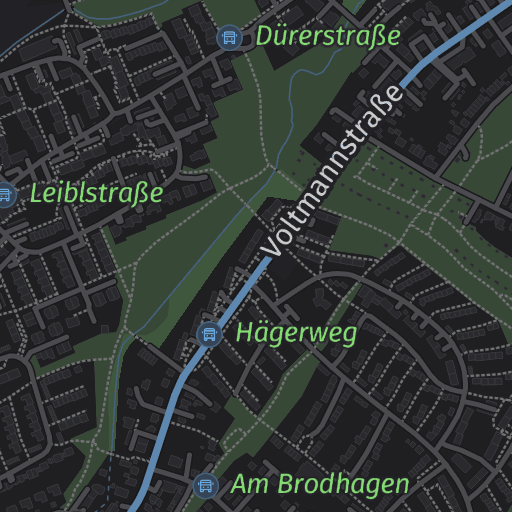 Dürerstraße
Voltmannstraße
Leiblstraße
Hägerweg
Am Brodhagen